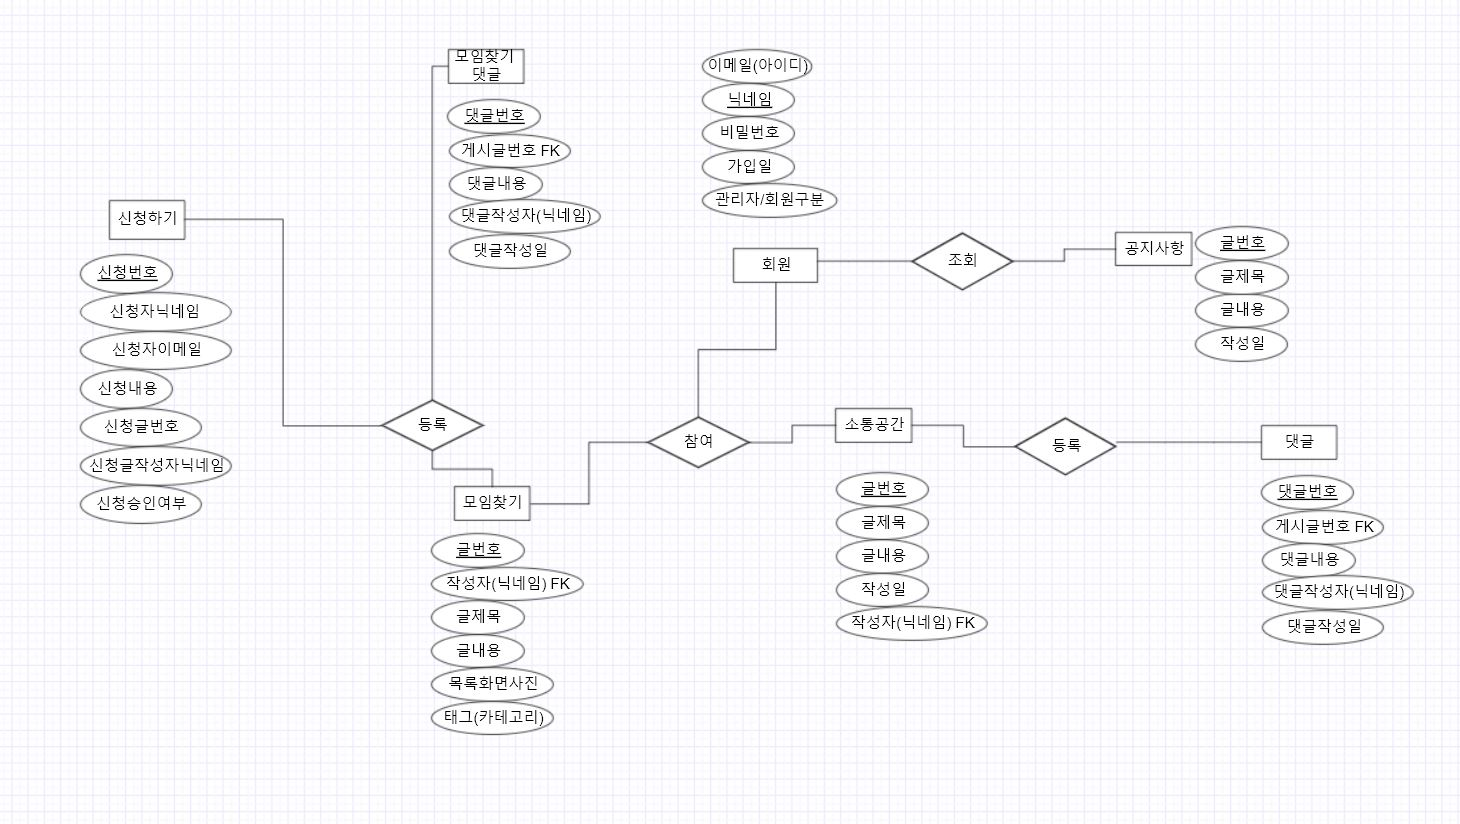 모임찾기
댓글
댓글번호
게시글번호 FK
댓글내용
댓글작성자(닉네임)
댓글작성일
이메일(아이디)
닉네임
비밀번호
가입일
관리자/회원구분
신청하기
신청번호
신청자닉네임
신청자이메일
신청내용
신청글번호
신청글작성자닉네임
신청승인여부
회원
조회
공지사항
글번호
글제목
글내용
작성일
등록
참여
모임찾기
글번호
작성자(닉네임) FK
글제목
글내용
목록화면사진
태그(카테고리)
소통공간
글번호
글제목
글내용
작성일
작성자(닉네임) FK
등록
댓글
댓글번호
게시글번호 FK
댓글내용
댓글작성자(닉네임)
댓글작성일